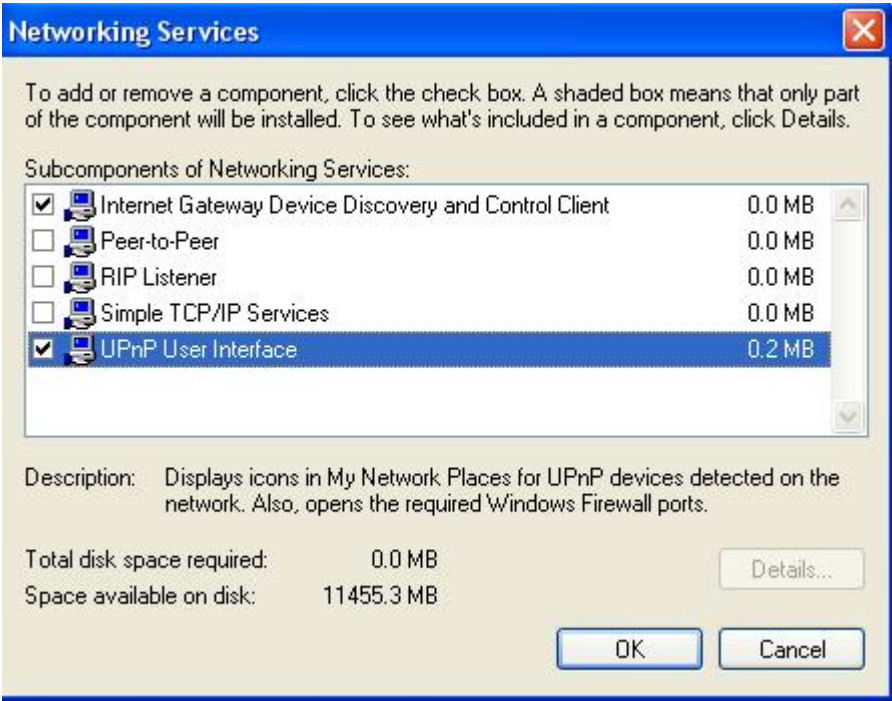 Networking Services
To add or remove a component, click the check box. A shaded box means that only part
of the component will be installed. To see what's included in a component, click Details.
Subcomponents of Networking Services:
Internet Gateway Device Discovery and Control Client 0.0 MB
Peer-to-Peer 0.0 MB
RIP Listener 0.0 MB
Simple TCP/IP Services 0.0 MB
UPnP User Interface 0.2 MB
Description: Displays icons in My Network Places for UPnP devices detected on the
network. Also, opens the required Windows Firewall ports.
Total disk space required: 0.0 MB
Details...
Space available on disk: 11455.3 MB
OK Cancel